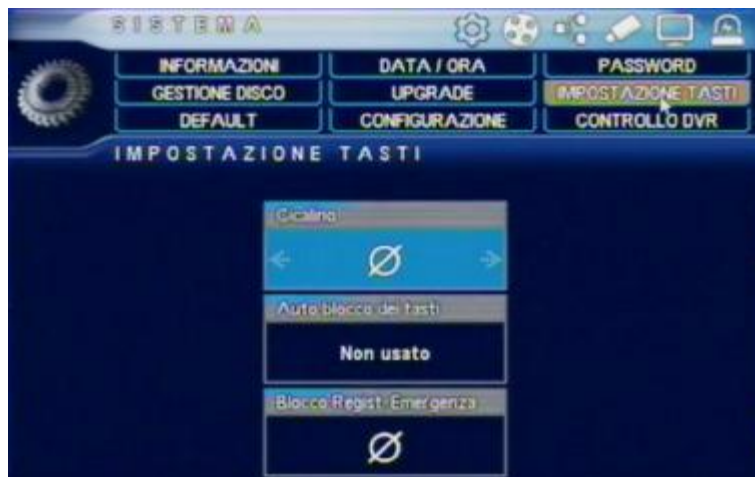 SISTEMA
INFORMAZIONI DATA / ORA PASSWORD
GESTIONE DISCO UPGRADE IMPOSTAZIONE TASTI
DEFAULT CONFIGURAZIONE CONTROLLO DVR
IMPOSTAZIONE TASTI
Cicalino
Ø
Auto blocco dei tasti
Non usato
Blocco Regist. Emergenza
Ø